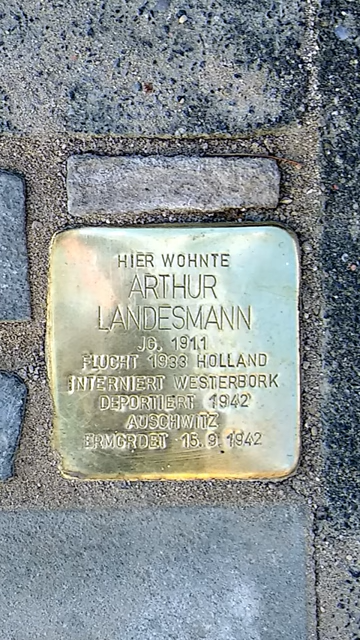 HIER WOHNTE
ARTHUR
LANDESMANN
JG. 1911
FLUCHT 1933 HOLLAND
INTERNIERT WESTERBORK
DEPORTIERT 1942
AUSCHWITZ
ERMORDET 15.9.1942